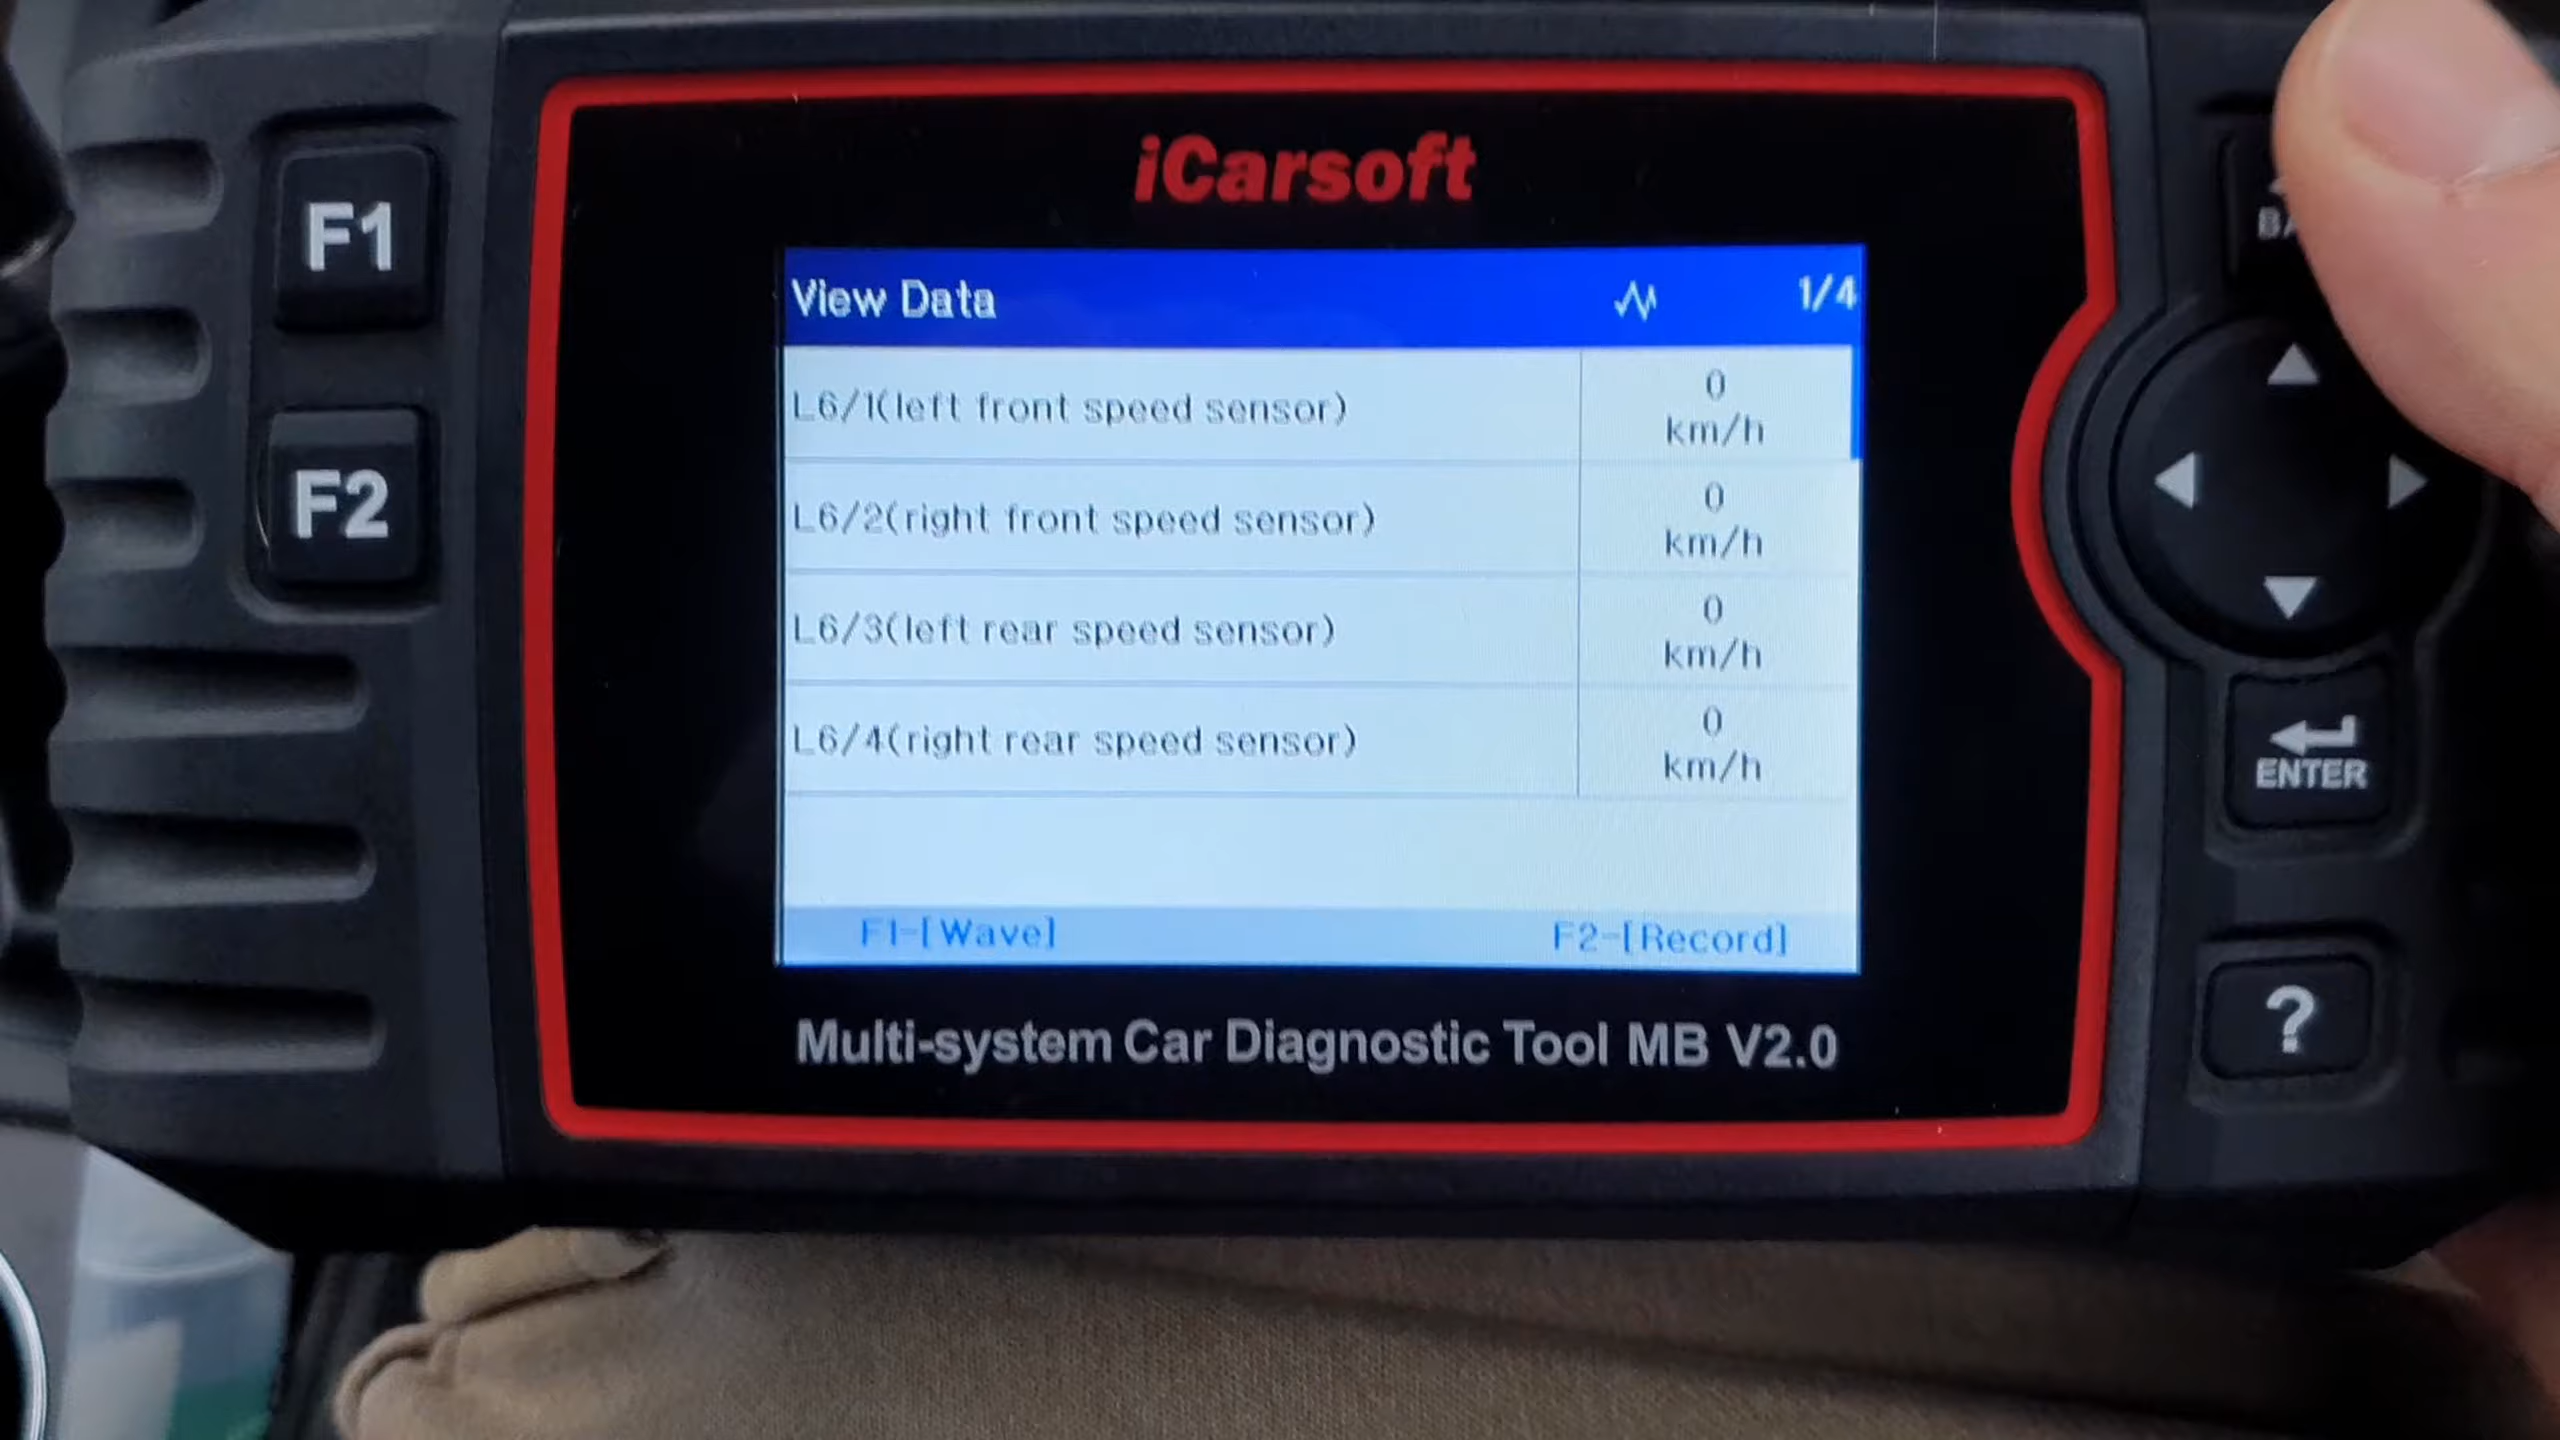 iCarsoft
F1
F2
View Data 1/4
L6/1(left front speed sensor) 0 km/h
L6/2(right front speed sensor) 0 km/h
L6/3(left rear speed sensor) 0 km/h
L6/4(right rear speed sensor) 0 km/h
F1-[Wave] F2-[Record]
Multi-system Car Diagnostic Tool MB V2.0
ENTER
?